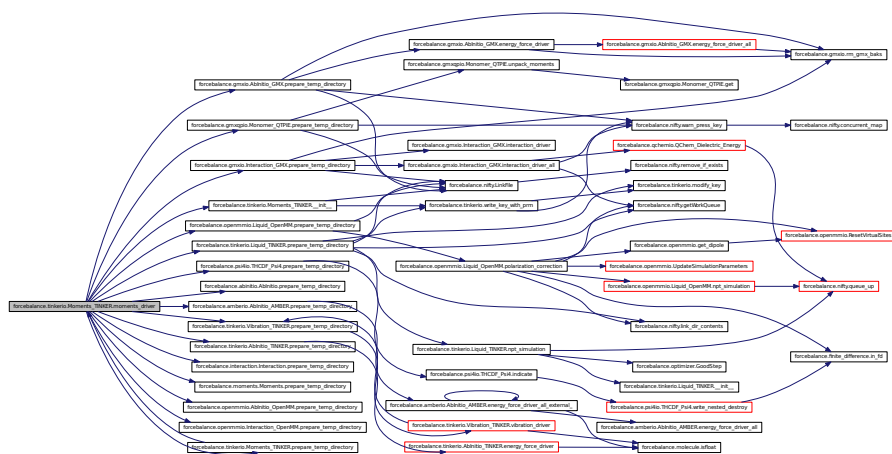 forcebalance.tinkerio.Moments_TINKER.moments_driver
forcebalance.gmxio.AbInitio_GMX.prepare_temp_directory
forcebalance.gmxqpio.Monomer_QTPIE.prepare_temp_directory
forcebalance.gmxio.Interaction_GMX.prepare_temp_directory
forcebalance.tinkerio.Moments_TINKER.__init__
forcebalance.openmmio.Liquid_OpenMM.prepare_temp_directory
forcebalance.tinkerio.Liquid_TINKER.prepare_temp_directory
forcebalance.psi4io.THCDF_Psi4.prepare_temp_directory
forcebalance.abinitio.AbInitio.prepare_temp_directory
forcebalance.amberio.AbInitio_AMBER.prepare_temp_directory
forcebalance.tinkerio.Vibration_TINKER.prepare_temp_directory
forcebalance.tinkerio.AbInitio_TINKER.prepare_temp_directory
forcebalance.interaction.Interaction.prepare_temp_directory
forcebalance.moments.Moments.prepare_temp_directory
forcebalance.openmmio.AbInitio_OpenMM.prepare_temp_directory
forcebalance.openmmio.Interaction_OpenMM.prepare_temp_directory
forcebalance.tinkerio.Moments_TINKER.prepare_temp_directory
forcebalance.gmxio.AbInitio_GMX.energy_force_driver
forcebalance.gmxqpio.Monomer_QTPIE.unpack_moments
forcebalance.gmxio.Interaction_GMX.interaction_driver
forcebalance.gmxio.Interaction_GMX.interaction_driver_all
forcebalance.nifty.LinkFile
forcebalance.tinkerio.write_key_with_prm
forcebalance.openmmio.Liquid_OpenMM.polarization_correction
forcebalance.tinkerio.Liquid_TINKER.npt_simulation
forcebalance.psi4io.THCDF_Psi4.indicate
forcebalance.amberio.AbInitio_AMBER.energy_force_driver_all_external_
forcebalance.tinkerio.Vibration_TINKER.vibration_driver
forcebalance.tinkerio.AbInitio_TINKER.energy_force_driver
forcebalance.gmxio.AbInitio_GMX.energy_force_driver_all
forcebalance.gmxqpio.Monomer_QTPIE.get
forcebalance.nifty.warn_press_key
forcebalance.qchemio.QChem_Dielectric_Energy
forcebalance.nifty.remove_if_exists
forcebalance.tinkerio.modify_key
forcebalance.nifty.getWorkQueue
forcebalance.openmmio.get_dipole
forcebalance.openmmio.UpdateSimulationParameters
forcebalance.openmmio.Liquid_OpenMM.npt_simulation
forcebalance.nifty.link_dir_contents
forcebalance.optimizer.GoodStep
forcebalance.tinkerio.Liquid_TINKER.__init__
forcebalance.psi4io.THCDF_Psi4.write_nested_destroy
forcebalance.amberio.AbInitio_AMBER.energy_force_driver_all
forcebalance.molecule.isfloat
forcebalance.gmxio.rm_gmx_baks
forcebalance.nifty.concurrent_map
forcebalance.openmmio.ResetVirtualSites
forcebalance.nifty.queue_up
forcebalance.finite_difference.in_fd